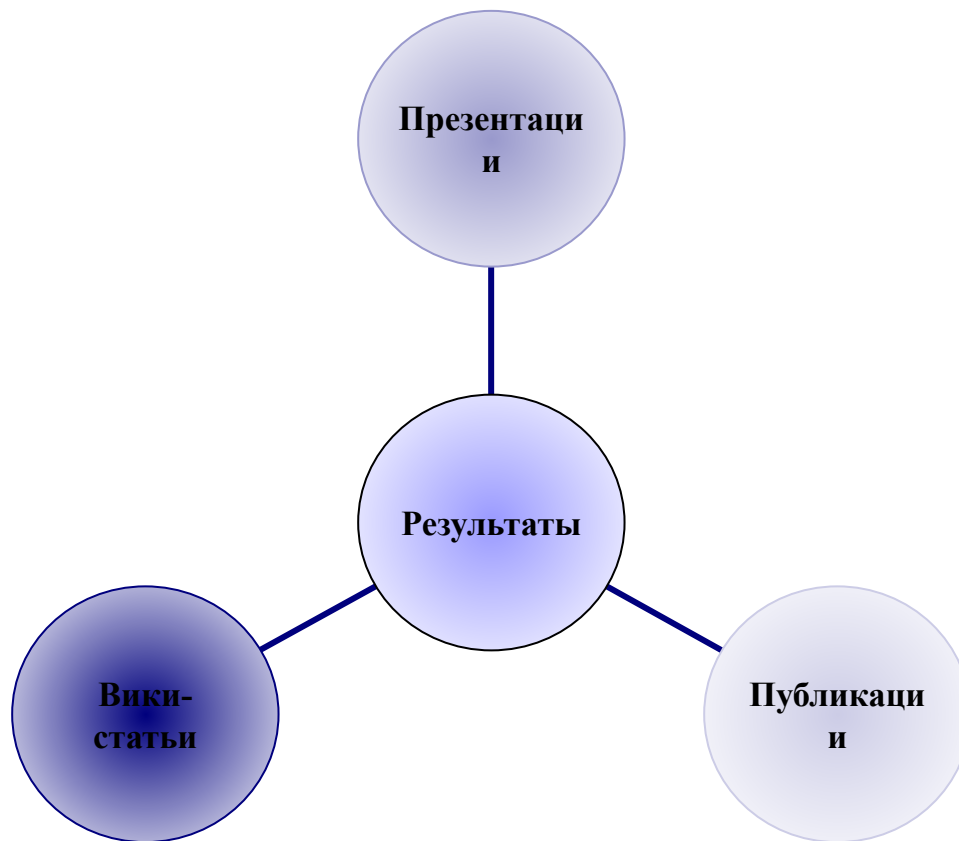 Презентаци
и
Результаты
Вики-
статьи
Публикаци
и